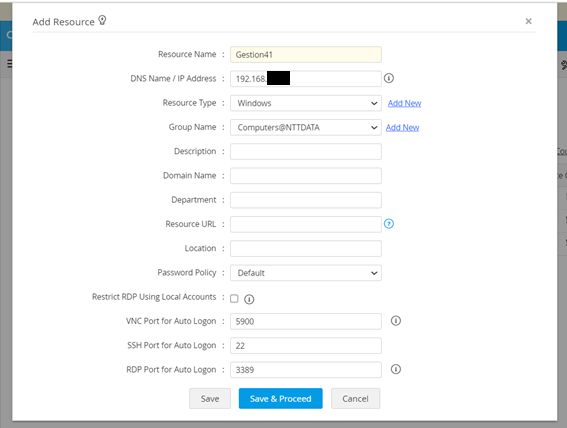 Add Resource
Resource Name : Gestion41
DNS Name / IP Address : 192.168.
Resource Type : Windows Add New
Group Name : Computers@NTTDATA Add New
Description :
Domain Name :
Department :
Resource URL :
Location :
Password Policy : Default
Restrict RDP Using Local Accounts :
VNC Port for Auto Logon : 5900
SSH Port for Auto Logon : 22
RDP Port for Auto Logon : 3389
Save Save & Proceed Cancel